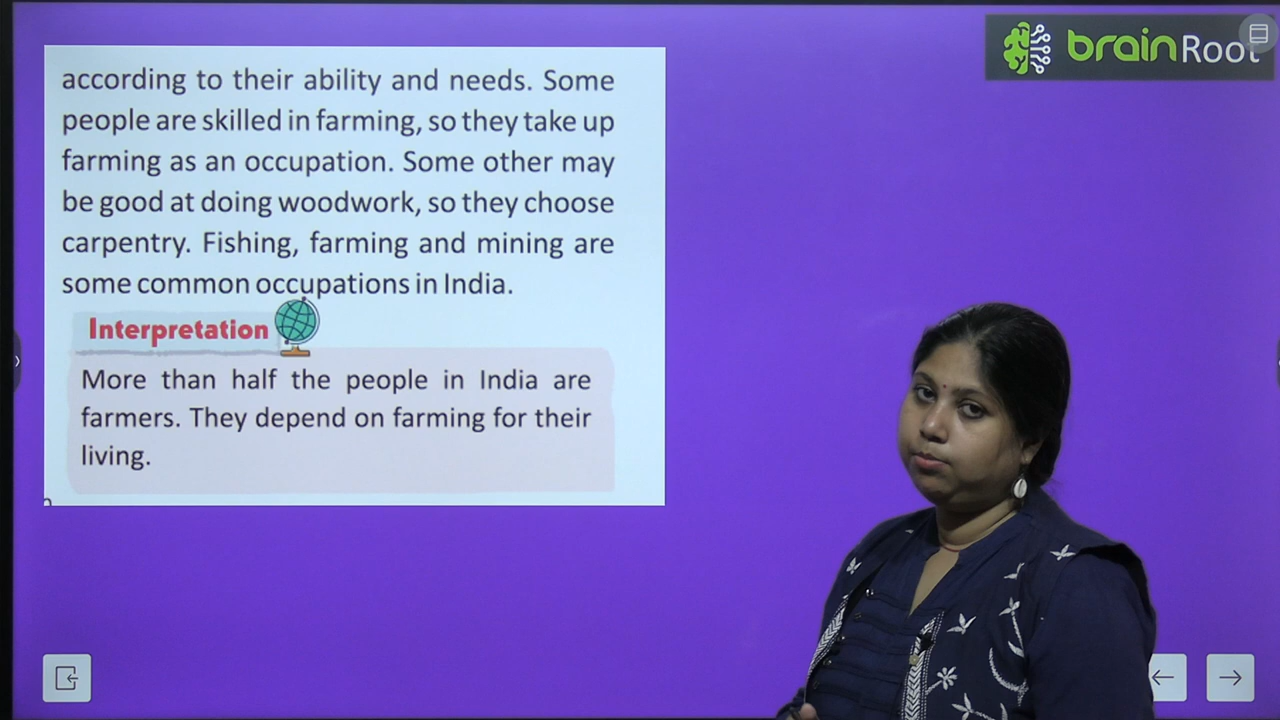 brainRoot
according to their ability and needs. Some
people are skilled in farming, so they take up
farming as an occupation. Some other may
be good at doing woodwork, so they choose
carpentry. Fishing, farming and mining are
some common occupations in India.
Interpretation
More than half the people in India are
farmers. They depend on farming for their
living.